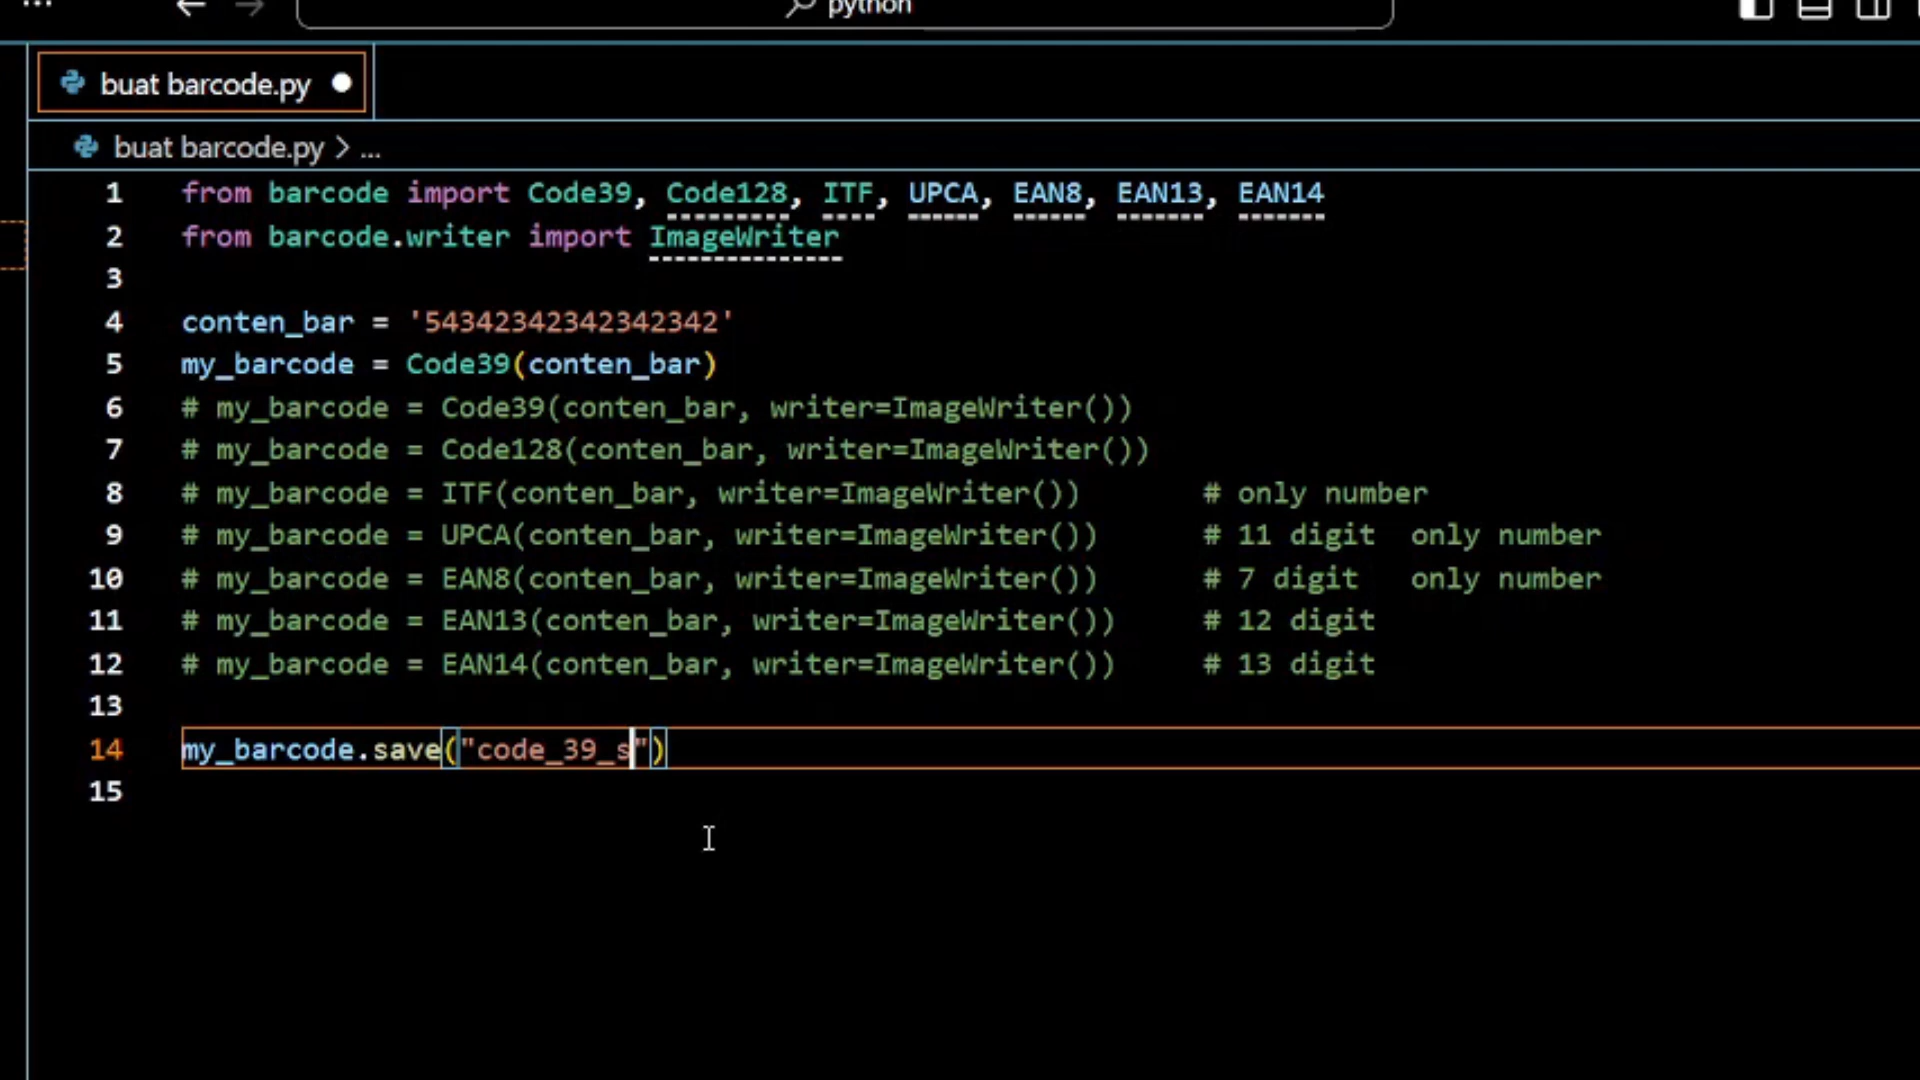 python
buat barcode.py
buat barcode.py > ...
1 from barcode import Code39, Code128, ITF, UPCA, EAN8, EAN13, EAN14
2 from barcode.writer import ImageWriter
3
4 conten_bar = '54342342342342342'
5 my_barcode = Code39(conten_bar)
6 # my_barcode = Code39(conten_bar, writer=ImageWriter())
7 # my_barcode = Code128(conten_bar, writer=ImageWriter())
8 # my_barcode = ITF(conten_bar, writer=ImageWriter()) # only number
9 # my_barcode = UPCA(conten_bar, writer=ImageWriter()) # 11 digit only number
10 # my_barcode = EAN8(conten_bar, writer=ImageWriter()) # 7 digit only number
11 # my_barcode = EAN13(conten_bar, writer=ImageWriter()) # 12 digit
12 # my_barcode = EAN14(conten_bar, writer=ImageWriter()) # 13 digit
13
14 my_barcode.save("code_39_s")
15